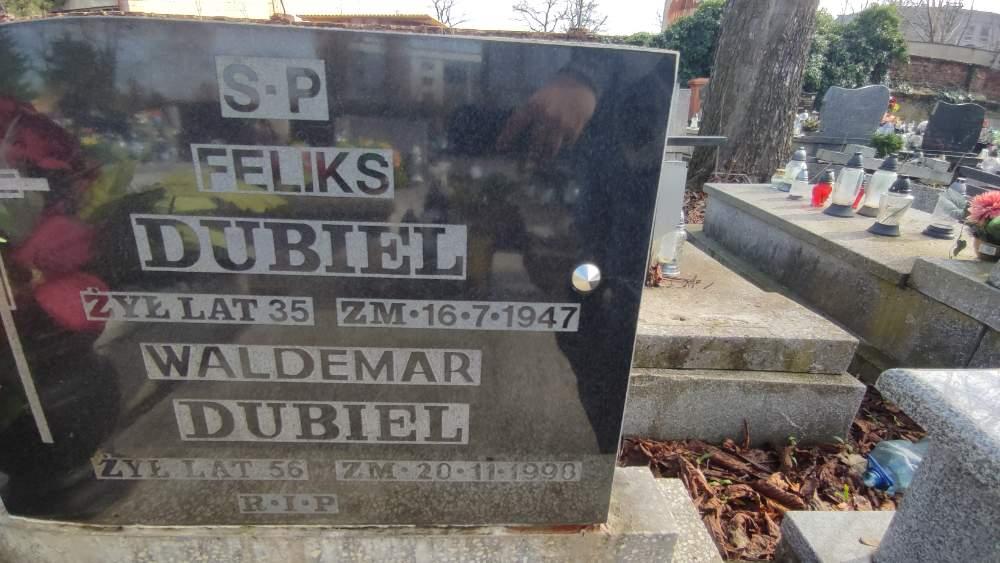 S·P
FELIKS
DUBIEL
ŻYŁ LAT 35 ZM·16·7·1947
WALDEMAR
DUBIEL
ŻYŁ LAT 56 ZM·20·11·1998
R·I·P